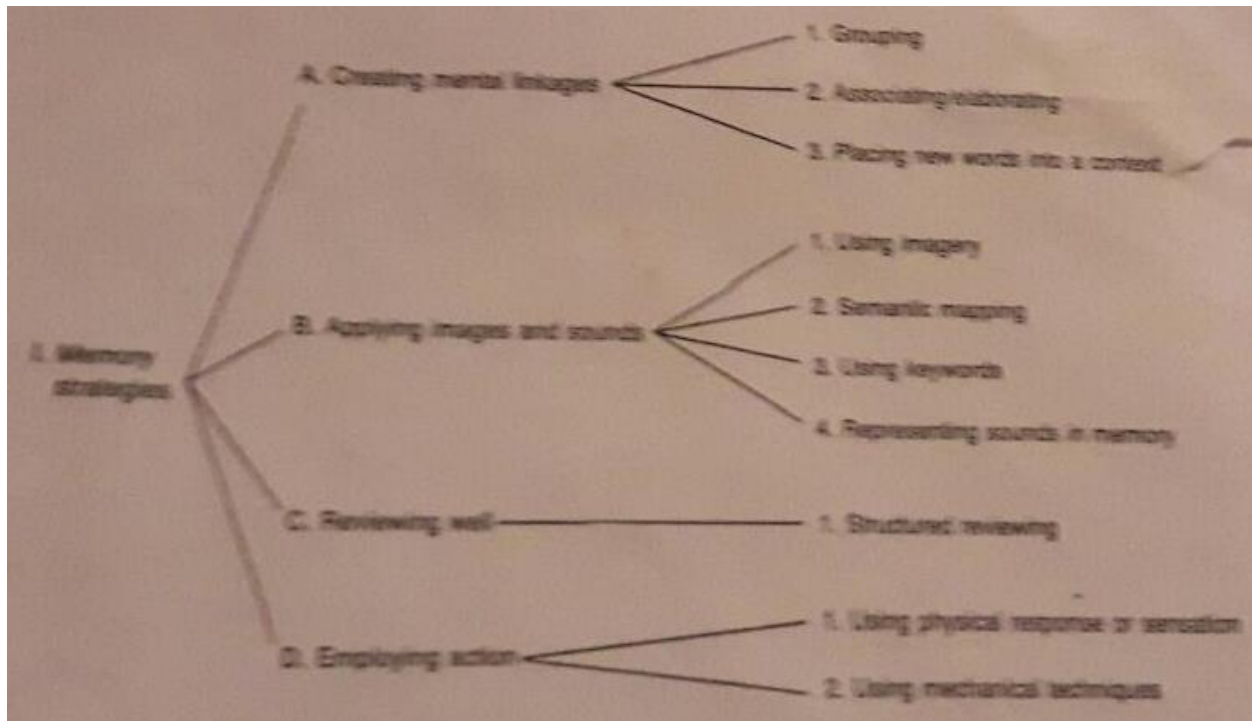 A. Creating mental linkages
1. Grouping
2. Associating/elaborating
3. Placing new words into a context
I. Memory
strategies
B. Applying images and sounds
1. Using imagery
2. Semantic mapping
3. Using keywords
4. Representing sounds in memory
C. Reviewing well
1. Structured reviewing
D. Employing action
1. Using physical response or sensation
2. Using mechanical techniques